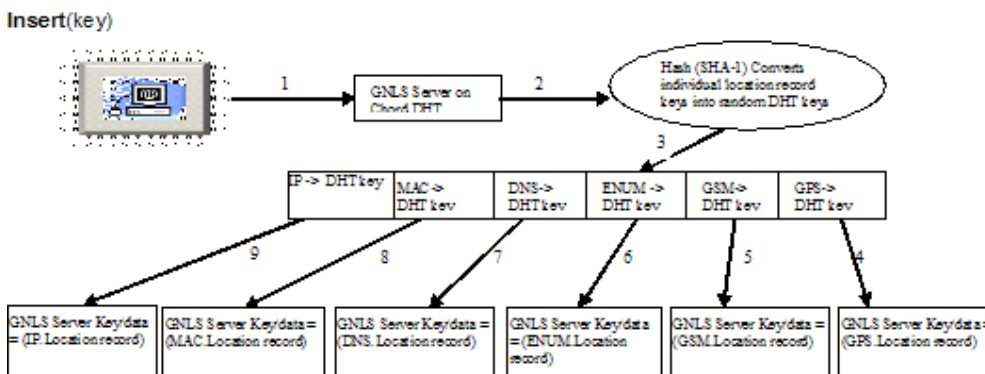 Insert(key)
1
2
GNLS Server on
Chord DHT
Hash (SHA-1) Converts
individual location record
keys into random DHT keys
3
IP -> DHT key
MAC->
DHT key
DNS->
DHT key
ENUM ->
DHT key
GSM->
DHT key
GPS->
DHT key
9
8
7
6
5
4
GNLS Server Key/data
= (IP.Location record)
GNLS Server Key/data =
(MAC.Location record)
GNLS Server Key/data =
(DNS.Location record)
GNLS Server Key/data
= (ENUM.Location
record)
GNLS Server Key/data =
(GSM.Location record)
GNLS Server Key/data=
(GPS.Location record)